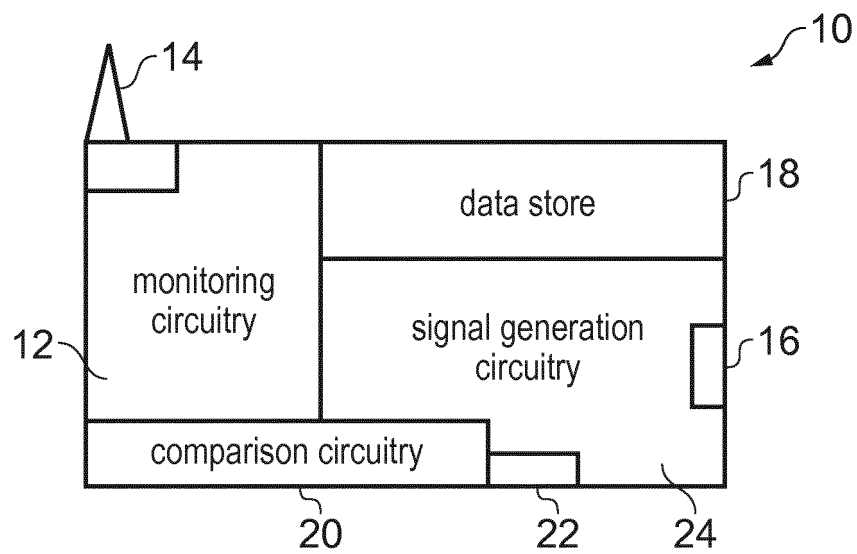 10
14
18
data store
monitoring
circuitry
signal generation
circuitry
12
16
comparison circuitry
20
22
24